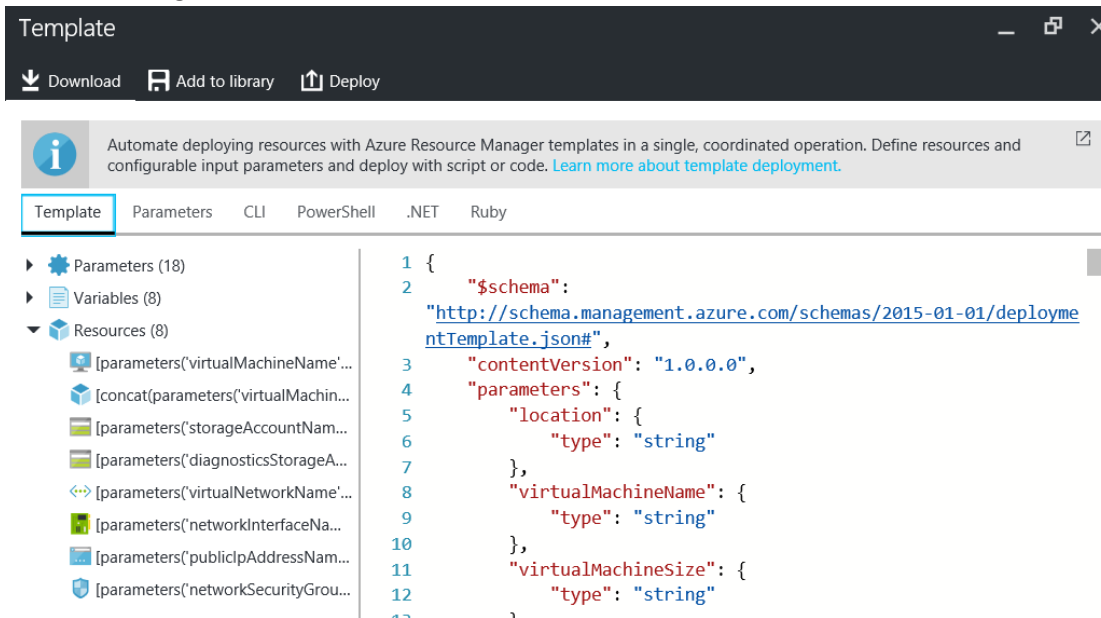 Template
Download Add to library Deploy
Automate deploying resources with Azure Resource Manager templates in a single, coordinated operation. Define resources and
configurable input parameters and deploy with script or code. Learn more about template deployment.
Template Parameters CLI PowerShell .NET Ruby
Parameters (18)
Variables (8)
Resources (8)
[parameters('virtualMachineName'...
[concat(parameters('virtualMachin...
[parameters('storageAccountNam...
[parameters('diagnosticsStorageA...
[parameters('virtualNetworkName'...
[parameters('networkInterfaceNa...
[parameters('publicIpAddressNam...
[parameters('networkSecurityGrou...
1 {
2 "$schema":
"http://schema.management.azure.com/schemas/2015-01-01/deployme
ntTemplate.json#",
3 "contentVersion": "1.0.0.0",
4 "parameters": {
5 "location": {
6 "type": "string"
7 },
8 "virtualMachineName": {
9 "type": "string"
10 },
11 "virtualMachineSize": {
12 "type": "string"